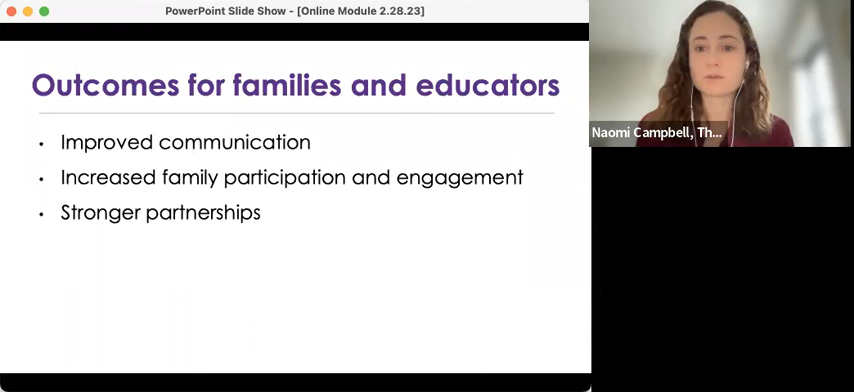 PowerPoint Slide Show - [Online Module 2.28.23]
Outcomes for families and educators
• Improved communication
• Increased family participation and engagement
• Stronger partnerships
Naomi Campbell, Th...